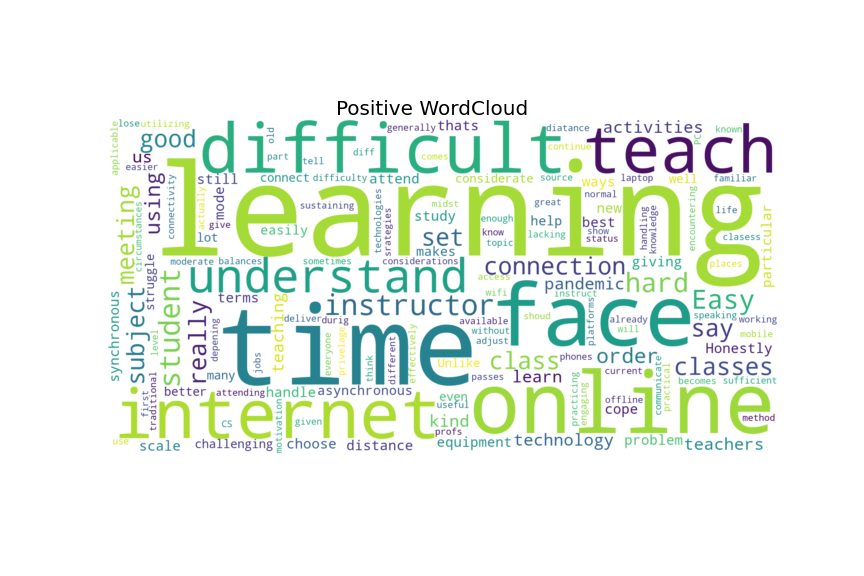 Positive WordCloud
lose utilizing generally thats diatance activities PC known
applicable good old difficult teach
us easier part tell diff comes continue
learning
connectivity still connect difficulty attend considerate source ways laptop well familiar
using actually mode sustaining technologies midst great new normal encountering life
meeting circumstances give easily srategies study enough help best handling knowledge particular
lot set know topic lacking show status clasess
moderate balances sometimes makes considerations connection giving places
struggle understand access pandemic hard
student terms instructor wifi instruct face Easy
synchronous subject really time deliver durig available shoud platforms already speaking working
level depening teaching everyone privelage without adjust will say mobile
many jobs think different effectively Unlike class phones order Honestly
better attending handle asynchronous passes learn current classes
first traditional internet even useful online practicing engaging offline communicate practical becomes sufficient
CS given kind profs cope method
use scale challenging motivation choose distance equipment technology problem teachers